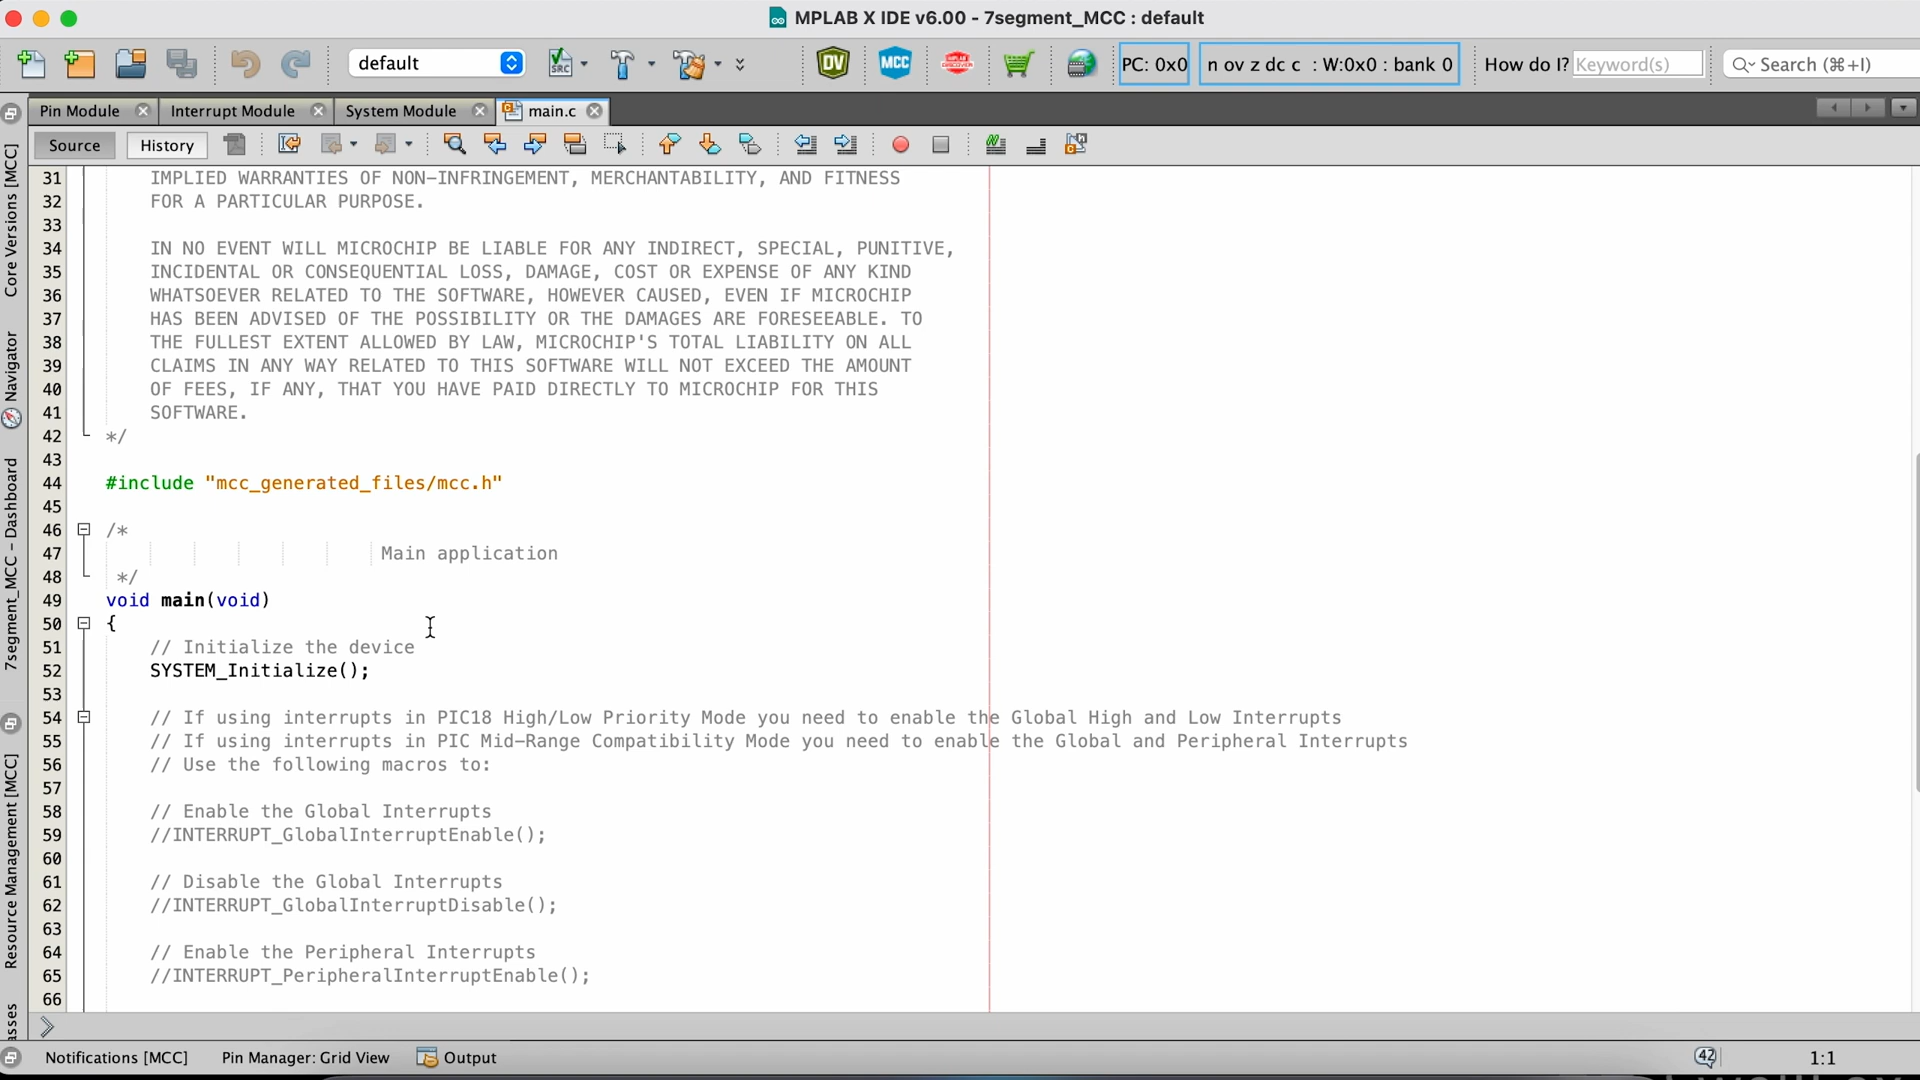 MPLAB X IDE v6.00 - 7segment_MCC : default
default
SRC
DV
MCC
PC: 0x0
n ov z dc c : W:0x0 : bank 0
How do I?
Keyword(s)
Search (⌘+I)
Pin Module
Interrupt Module
System Module
main.c
Source
History
Core Versions [MCC]
Navigator
7segment_MCC - Dashboard
Resource Management [MCC]
31 IMPLIED WARRANTIES OF NON-INFRINGEMENT, MERCHANTABILITY, AND FITNESS
32 FOR A PARTICULAR PURPOSE.
33
34 IN NO EVENT WILL MICROCHIP BE LIABLE FOR ANY INDIRECT, SPECIAL, PUNITIVE,
35 INCIDENTAL OR CONSEQUENTIAL LOSS, DAMAGE, COST OR EXPENSE OF ANY KIND
36 WHATSOEVER RELATED TO THE SOFTWARE, HOWEVER CAUSED, EVEN IF MICROCHIP
37 HAS BEEN ADVISED OF THE POSSIBILITY OR THE DAMAGES ARE FORESEEABLE. TO
38 THE FULLEST EXTENT ALLOWED BY LAW, MICROCHIP'S TOTAL LIABILITY ON ALL
39 CLAIMS IN ANY WAY RELATED TO THIS SOFTWARE WILL NOT EXCEED THE AMOUNT
40 OF FEES, IF ANY, THAT YOU HAVE PAID DIRECTLY TO MICROCHIP FOR THIS
41 SOFTWARE.
42 */
43
44 #include "mcc_generated_files/mcc.h"
45
46 /*
47 Main application
48 */
49 void main(void)
50 {
51 // Initialize the device
52 SYSTEM_Initialize();
53
54 // If using interrupts in PIC18 High/Low Priority Mode you need to enable the Global High and Low Interrupts
55 // If using interrupts in PIC Mid-Range Compatibility Mode you need to enable the Global and Peripheral Interrupts
56 // Use the following macros to:
57
58 // Enable the Global Interrupts
59 //INTERRUPT_GlobalInterruptEnable();
60
61 // Disable the Global Interrupts
62 //INTERRUPT_GlobalInterruptDisable();
63
64 // Enable the Peripheral Interrupts
65 //INTERRUPT_PeripheralInterruptEnable();
66
Notifications [MCC]
Pin Manager: Grid View
Output
42
1:1